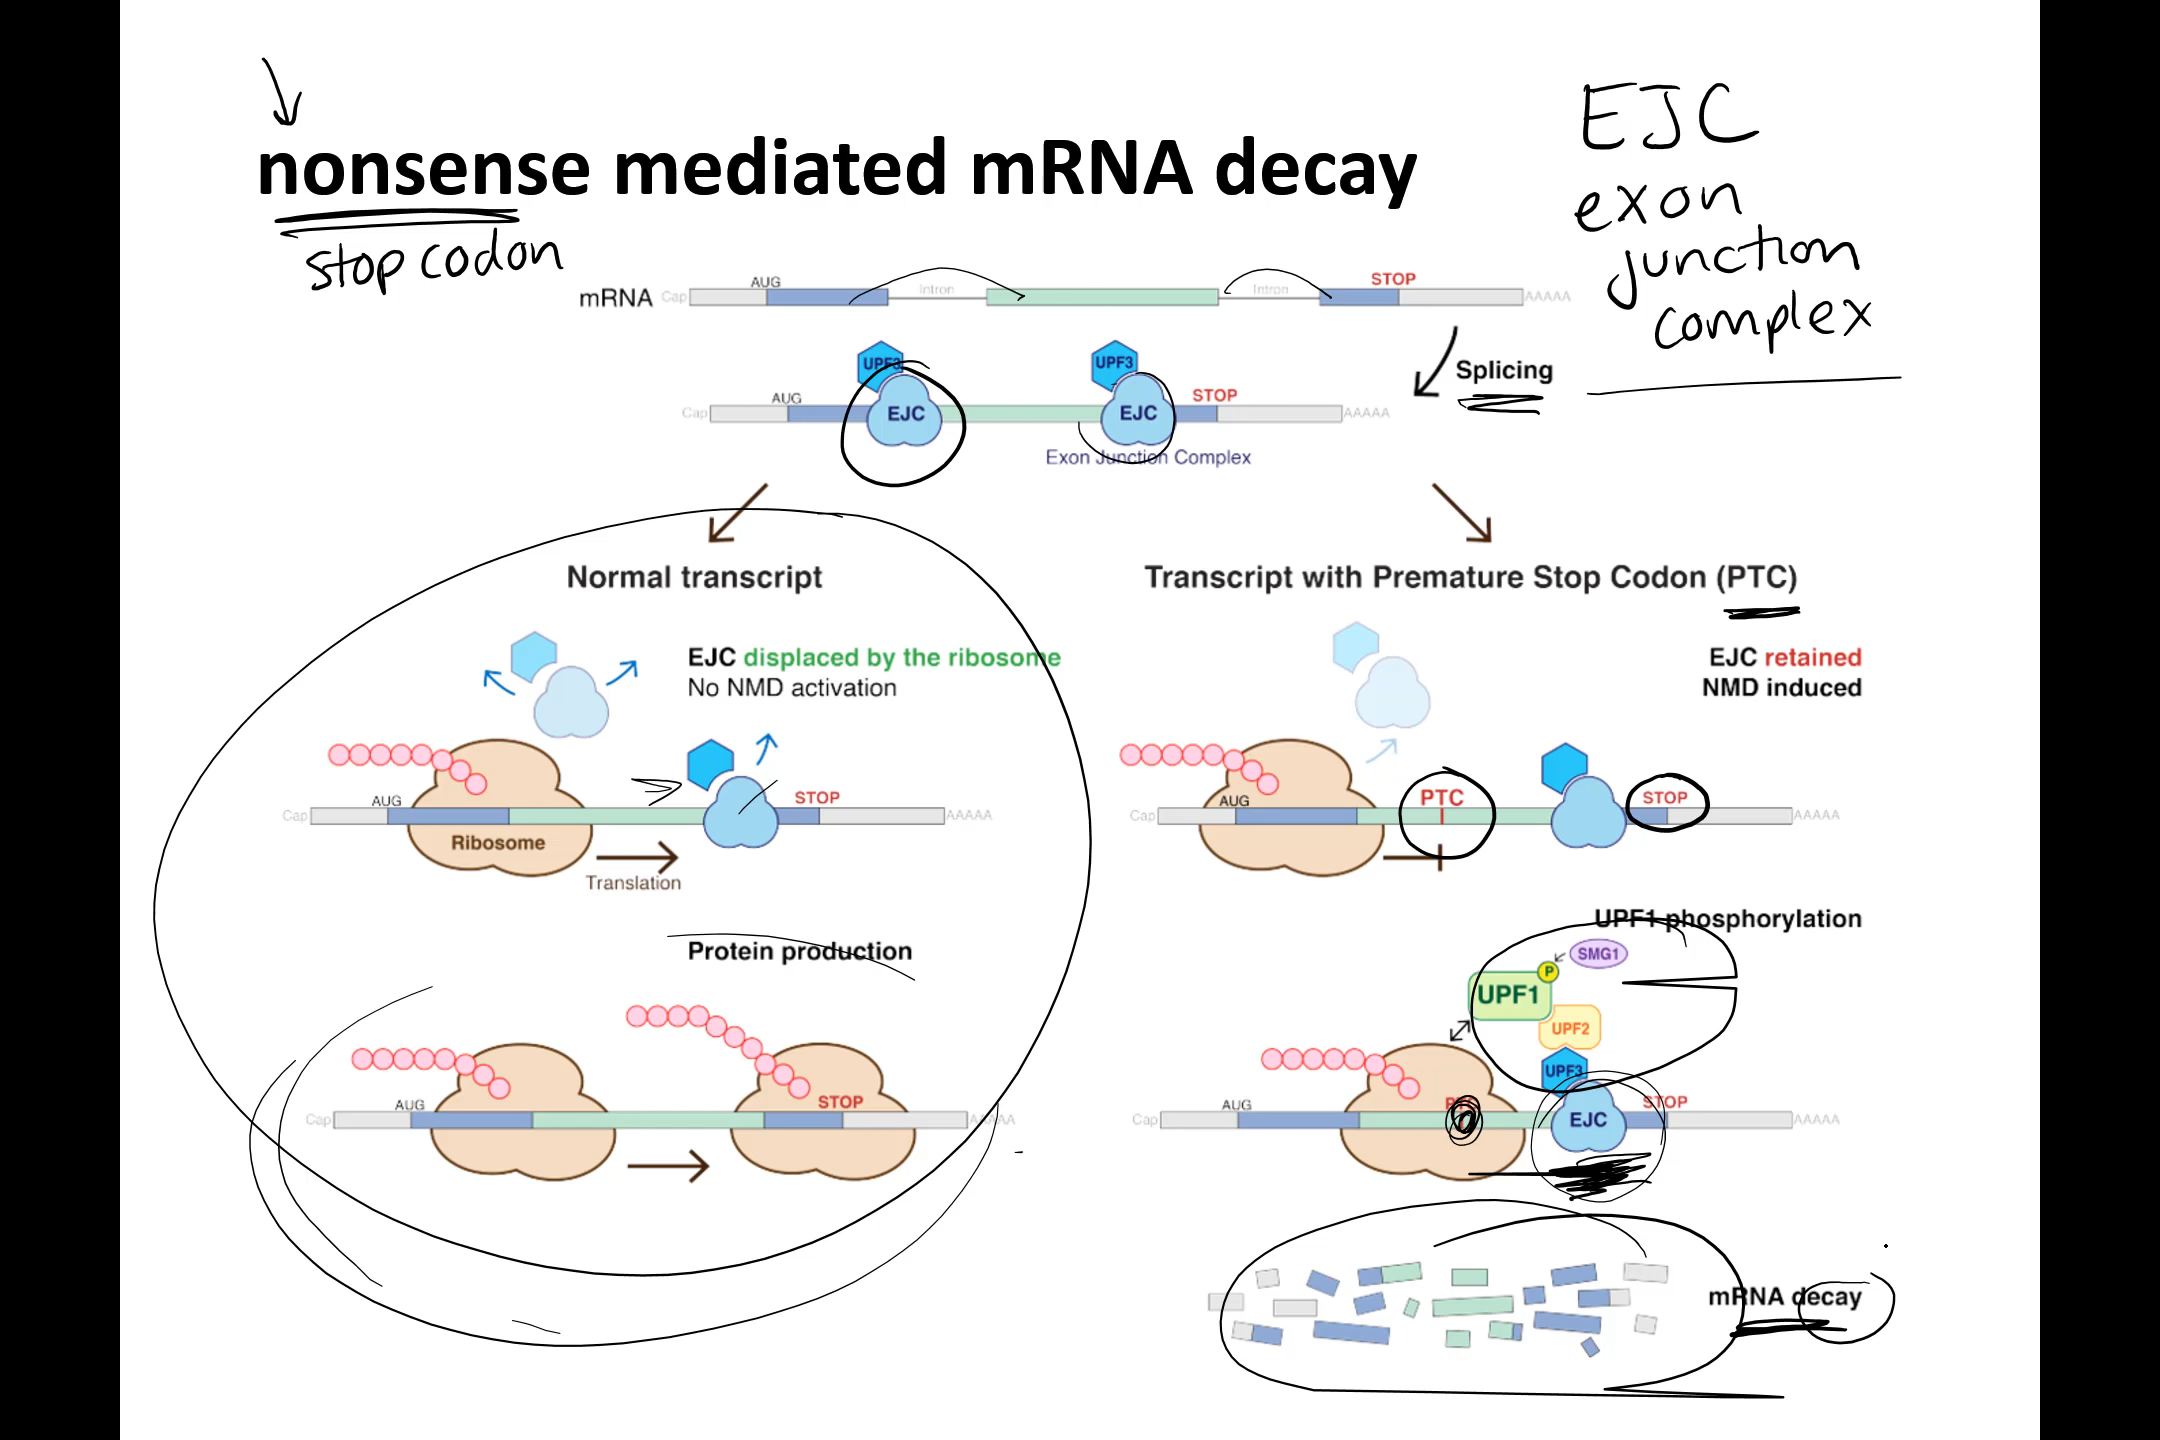 nonsense mediated mRNA decay
stop codon
EJC
exon
junction
complex
mRNA Cap AUG Intron Intron STOP AAAAA
Splicing
UPF3 UPF3
Cap AUG EJC EJC STOP AAAAA
Exon Junction Complex
Normal transcript
EJC displaced by the ribosome
No NMD activation
Cap AUG STOP AAAAA
Ribosome
Translation
Protein production
Cap AUG STOP AAAAA
Transcript with Premature Stop Codon (PTC)
EJC retained
NMD induced
Cap AUG PTC STOP AAAAA
UPF1 phosphorylation
SMG1
P
UPF1
UPF2
UPF3
Cap AUG EJC STOP AAAAA
mRNA decay